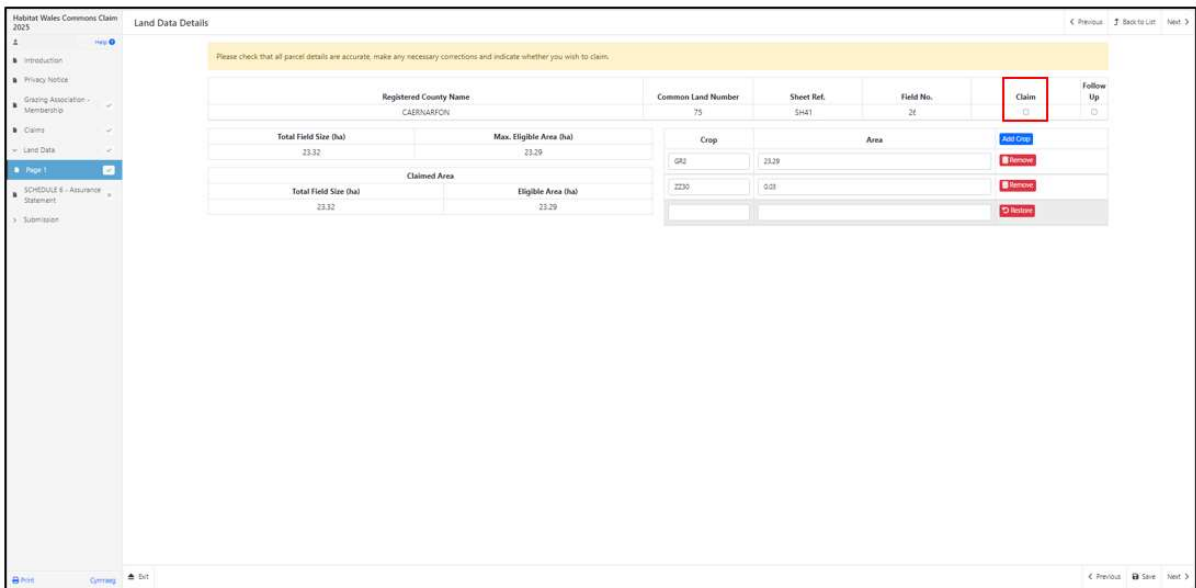 Habitat Wales Commons Claim
2025
Help
Introduction
Privacy Notice
Grazing Association -
Membership
Claims
Land Data
Page 1
SCHEDULE 6 - Assurance
Statement
Submission
Print
Cymraeg
Land Data Details
Previous
Back to List
Next
Please check that all parcel details are accurate, make any necessary corrections and indicate whether you wish to claim.
Registered County Name
Common Land Number
Sheet Ref.
Field No.
Claim
Follow
Up
CAERNARFON
75
SH41
26
Total Field Size (ha)
Max. Eligible Area (ha)
23.32
23.29
Claimed Area
Total Field Size (ha)
Eligible Area (ha)
23.32
23.29
Crop
Area
Add Crop
GR2
23.29
Remove
ZZ30
0.03
Remove
Restore
Exit
Previous
Save
Next